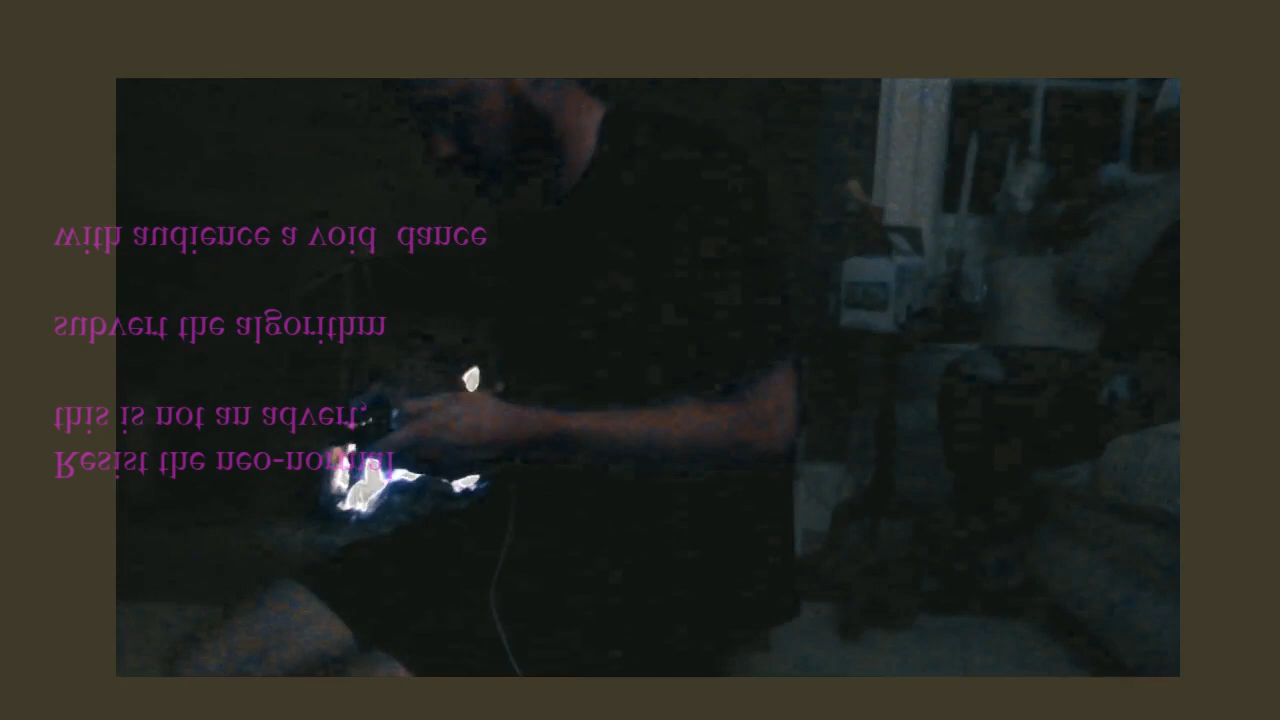 Resist the neo-normal
this is not an advert;
subvert the algorithm
with audience a void dance